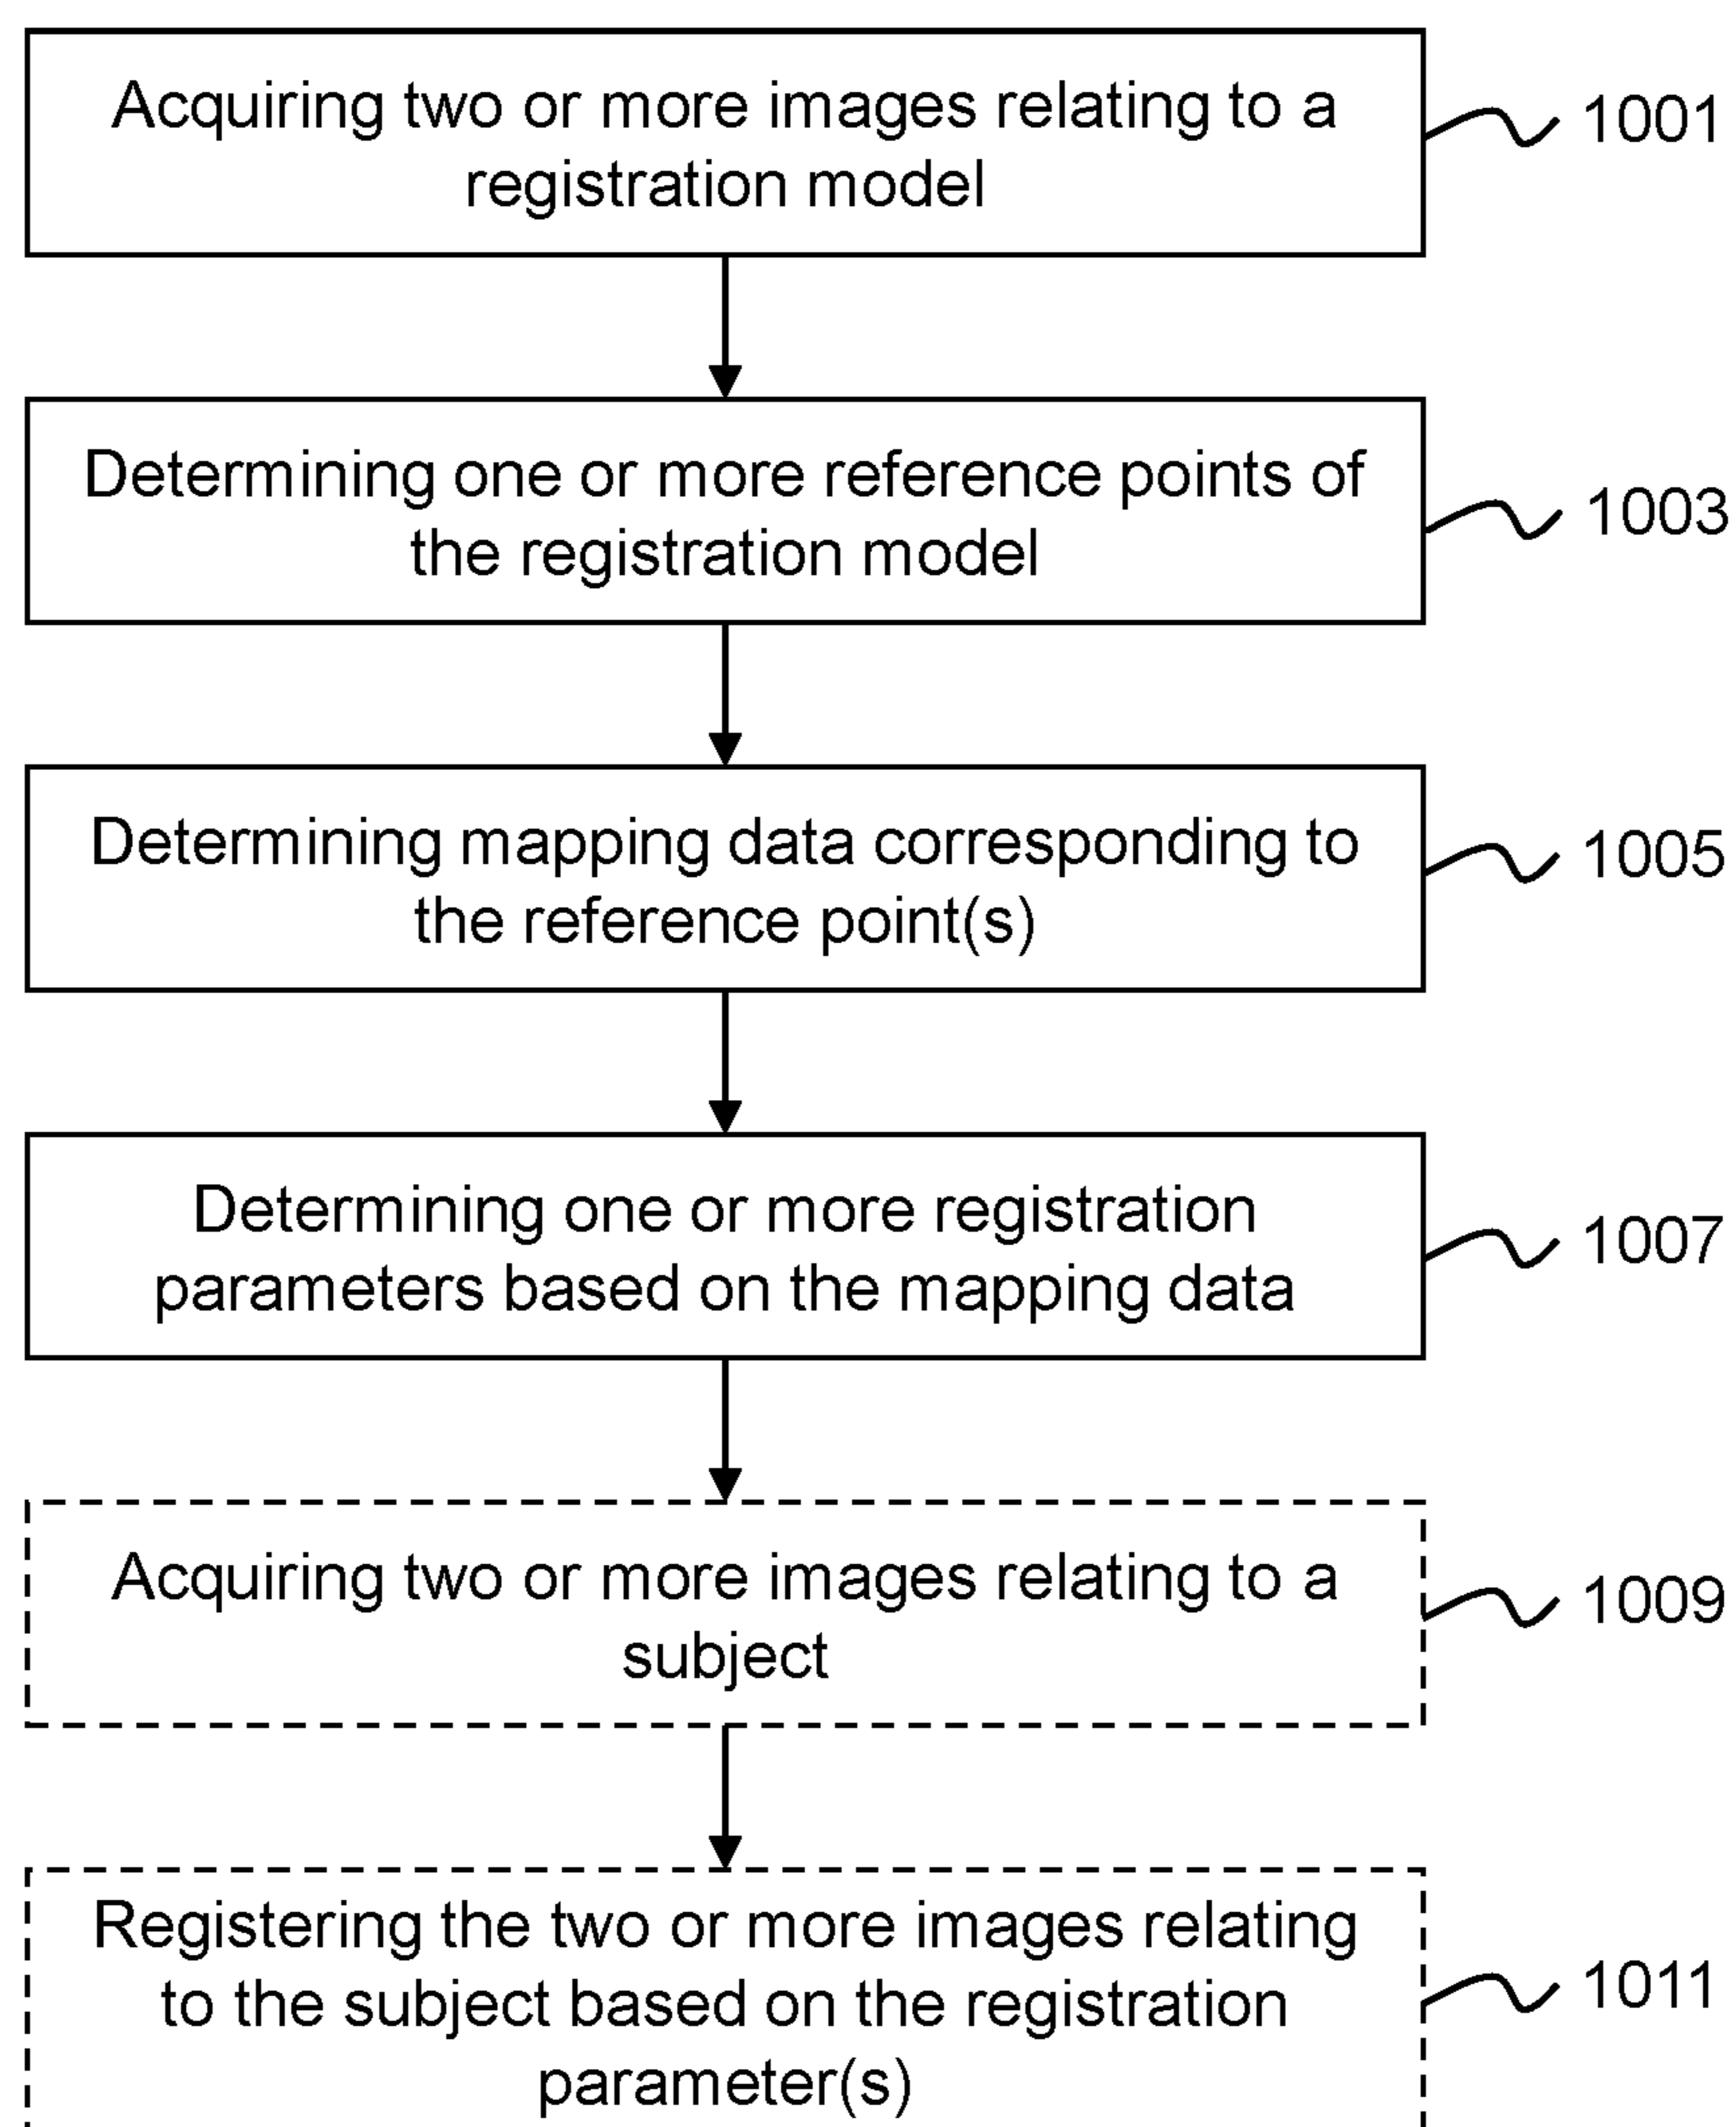 Acquiring two or more images relating to a
registration model
1001
Determining one or more reference points of
the registration model
1003
Determining mapping data corresponding to
the reference point(s)
1005
Determining one or more registration
parameters based on the mapping data
1007
Acquiring two or more images relating to a
subject
1009
Registering the two or more images relating
to the subject based on the registration
parameter(s)
1011